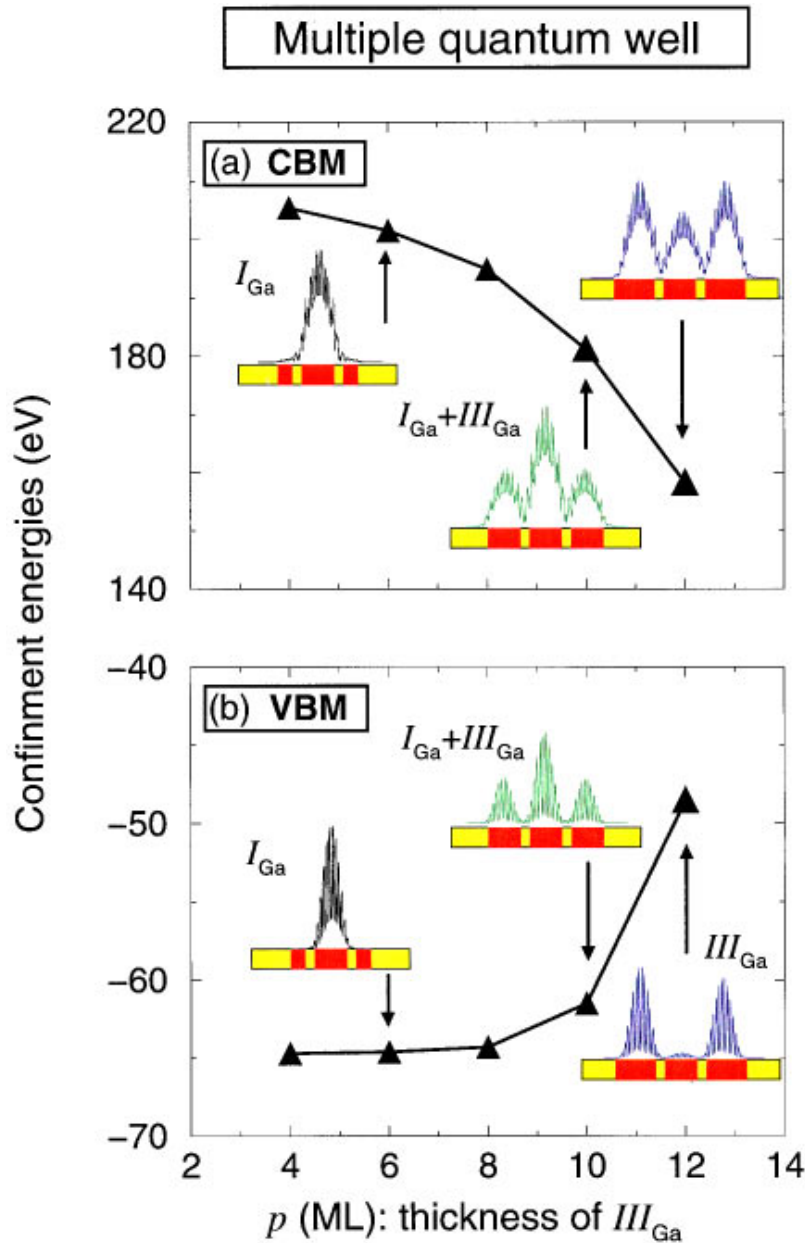 Multiple quantum well
220
(a) CBM
I_Ga
180
I_Ga+III_Ga
140
Confinment energies (eV)
−40
(b) VBM
I_Ga+III_Ga
−50
I_Ga
III_Ga
−60
−70
2 4 6 8 10 12 14
p (ML): thickness of III_Ga